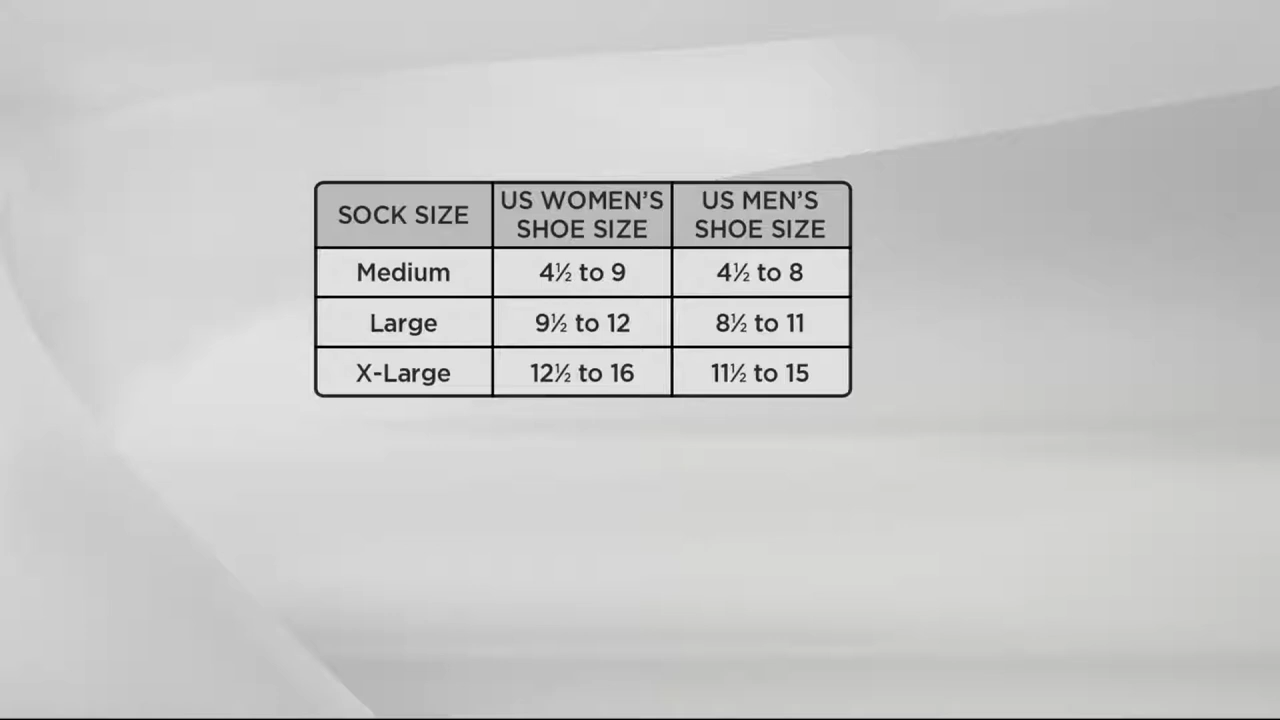 SOCK SIZE US WOMEN'S SHOE SIZE US MEN'S SHOE SIZE
Medium 4½ to 9 4½ to 8
Large 9½ to 12 8½ to 11
X-Large 12½ to 16 11½ to 15